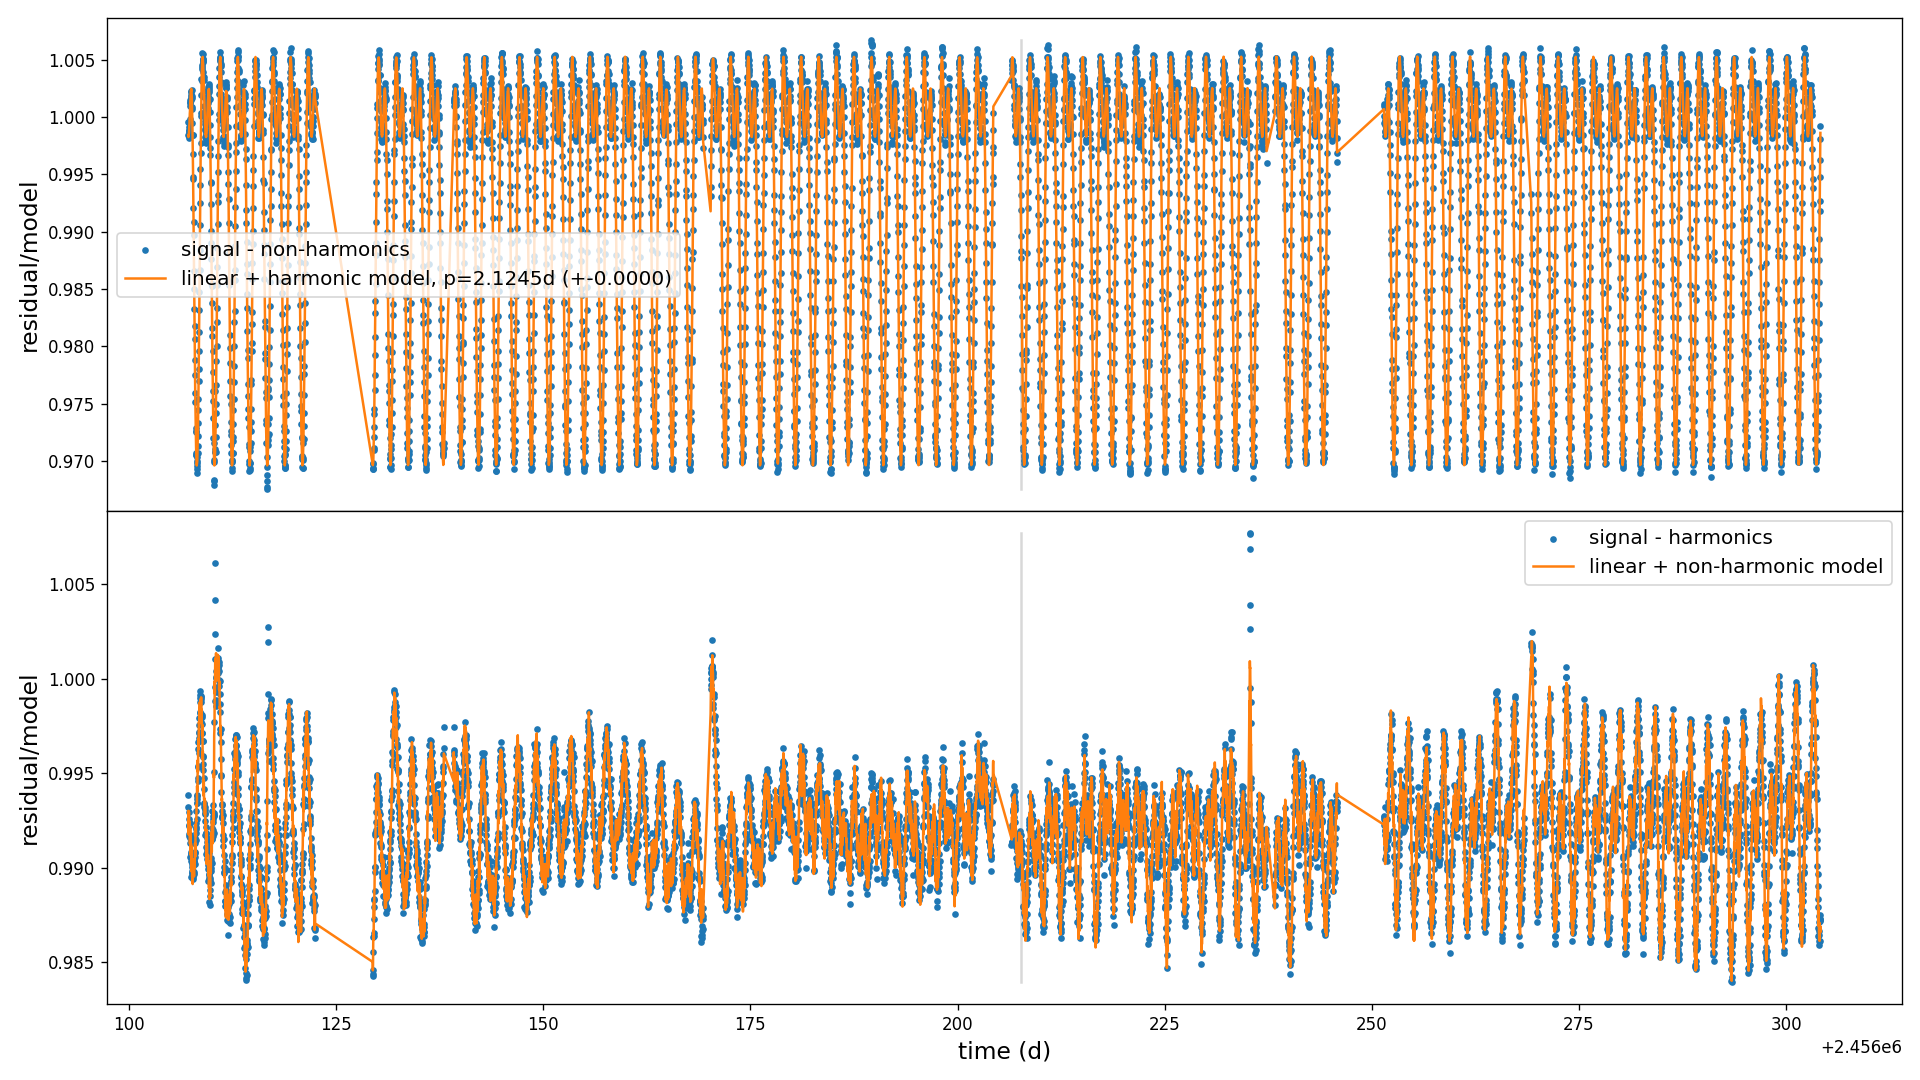 residual/model
1.005
1.000
0.995
0.990
0.985
0.980
0.975
0.970
signal - non-harmonics
linear + harmonic model, p=2.1245d (+-0.0000)
residual/model
1.005
1.000
0.995
0.990
0.985
signal - harmonics
linear + non-harmonic model
100 125 150 175 200 225 250 275 300
time (d)
+2.456e6